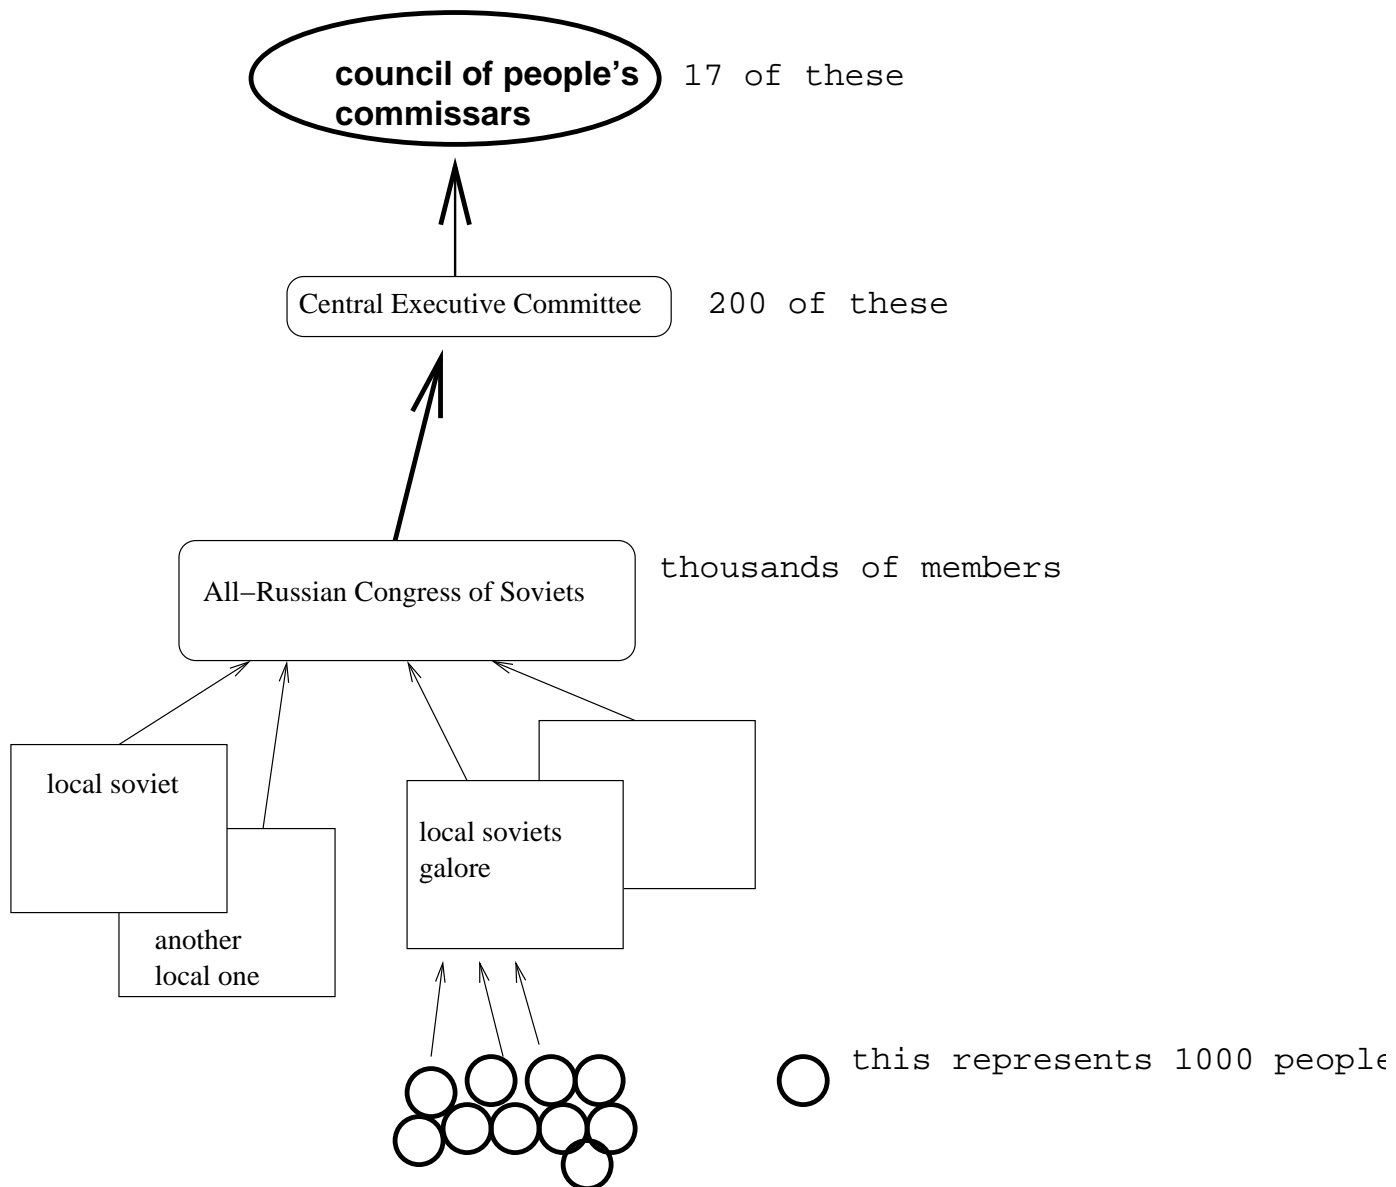 council of people's
commissars
17 of these
Central Executive Committee
200 of these
All−Russian Congress of Soviets
thousands of members
local soviet
another
local one
local soviets
galore
this represents 1000 people